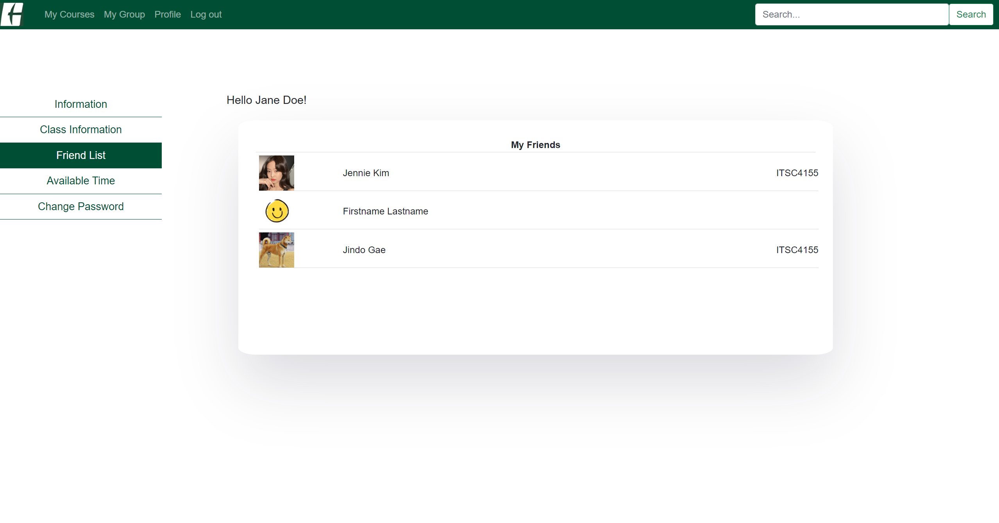 My Courses My Group Profile Log out Search... Search
Hello Jane Doe!
Information
Class Information
Friend List
Available Time
Change Password
My Friends
Jennie Kim ITSC4155
Firstname Lastname
Jindo Gae ITSC4155